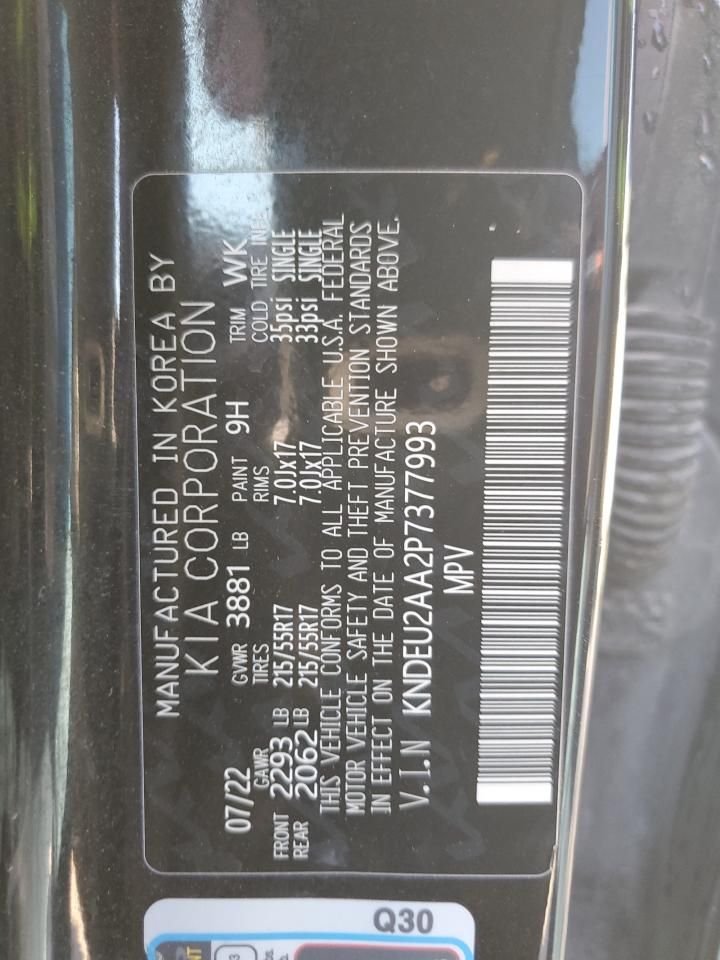 MANUFACTURED IN KOREA BY
KIA CORPORATION
07/22 GVWR 3881 LB PAINT 9H TRIM WK
GAWR TIRES RIMS COLD TIRE INFL
FRONT 2293 LB 215/55R17 7.0Jx17 35psi SINGLE
REAR 2062 LB 215/55R17 7.0Jx17 33psi SINGLE
THIS VEHICLE CONFORMS TO ALL APPLICABLE U.S.A. FEDERAL
MOTOR VEHICLE SAFETY AND THEFT PREVENTION STANDARDS
IN EFFECT ON THE DATE OF MANUFACTURE SHOWN ABOVE.
V.I.N KNDEU2AA2P7377993
MPV
Q30